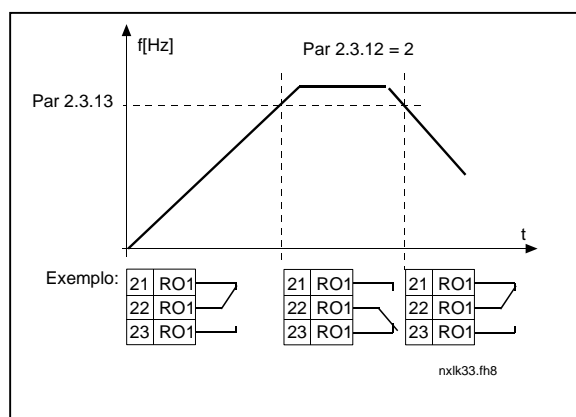 f[Hz]
Par 2.3.12 = 2
Par 2.3.13
t
Exemplo:
21 RO1
22 RO1
23 RO1
21 RO1
22 RO1
23 RO1
21 RO1
22 RO1
23 RO1
nxlk33.fh8